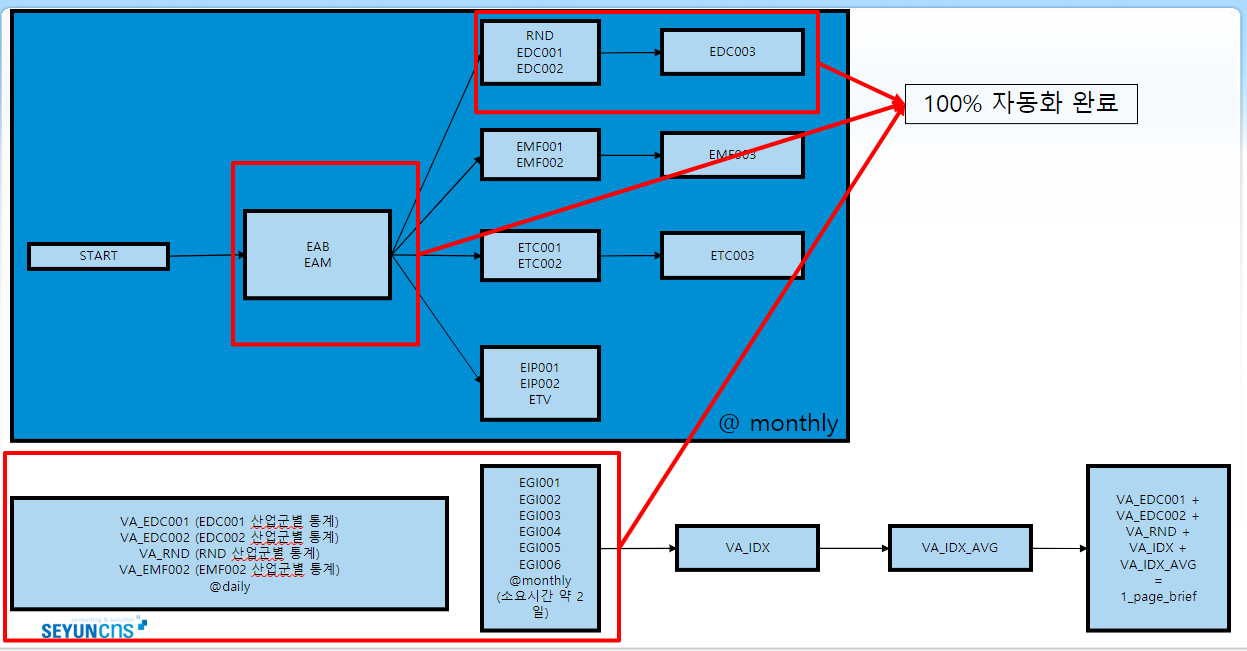 RND
EDC001
EDC002
EDC003
100% 자동화 완료
EMF001
EMF002
EMF003
START
EAB
EAM
ETC001
ETC002
ETC003
EIP001
EIP002
ETV
@ monthly
VA_EDC001 (EDC001 산업군별 통계)
VA_EDC002 (EDC002 산업군별 통계)
VA_RND (RND 산업군별 통계)
VA_EMF002 (EMF002 산업군별 통계)
@daily
EGI001
EGI002
EGI003
EGI004
EGI005
EGI006
@monthly
(소요시간 약 2
일)
VA_IDX
VA_IDX_AVG
VA_EDC001 +
VA_EDC002 +
VA_RND +
VA_IDX +
VA_IDX_AVG
=
1_page_brief
consulting & solution
SEYUNCNS